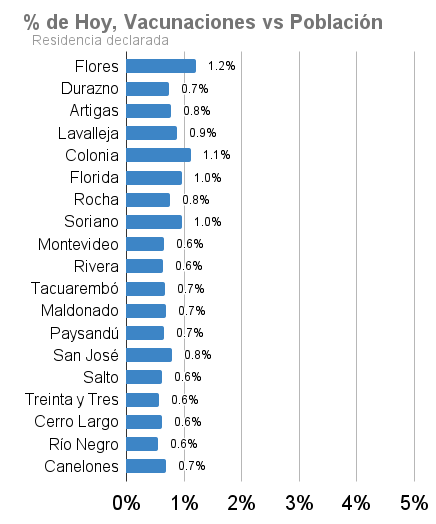 % de Hoy, Vacunaciones vs Población
Residencia declarada
Flores 1.2%
Durazno 0.7%
Artigas 0.8%
Lavalleja 0.9%
Colonia 1.1%
Florida 1.0%
Rocha 0.8%
Soriano 1.0%
Montevideo 0.6%
Rivera 0.6%
Tacuarembó 0.7%
Maldonado 0.7%
Paysandú 0.7%
San José 0.8%
Salto 0.6%
Treinta y Tres 0.6%
Cerro Largo 0.6%
Río Negro 0.6%
Canelones 0.7%
0% 1% 2% 3% 4% 5%